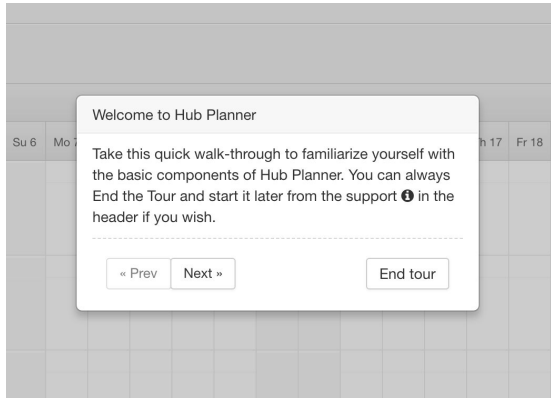 Welcome to Hub Planner
Su 6 Mo 7 h 17 Fr 18
Take this quick walk-through to familiarize yourself with
the basic components of Hub Planner. You can always
End the Tour and start it later from the support in the
header if you wish.
« Prev Next » End tour